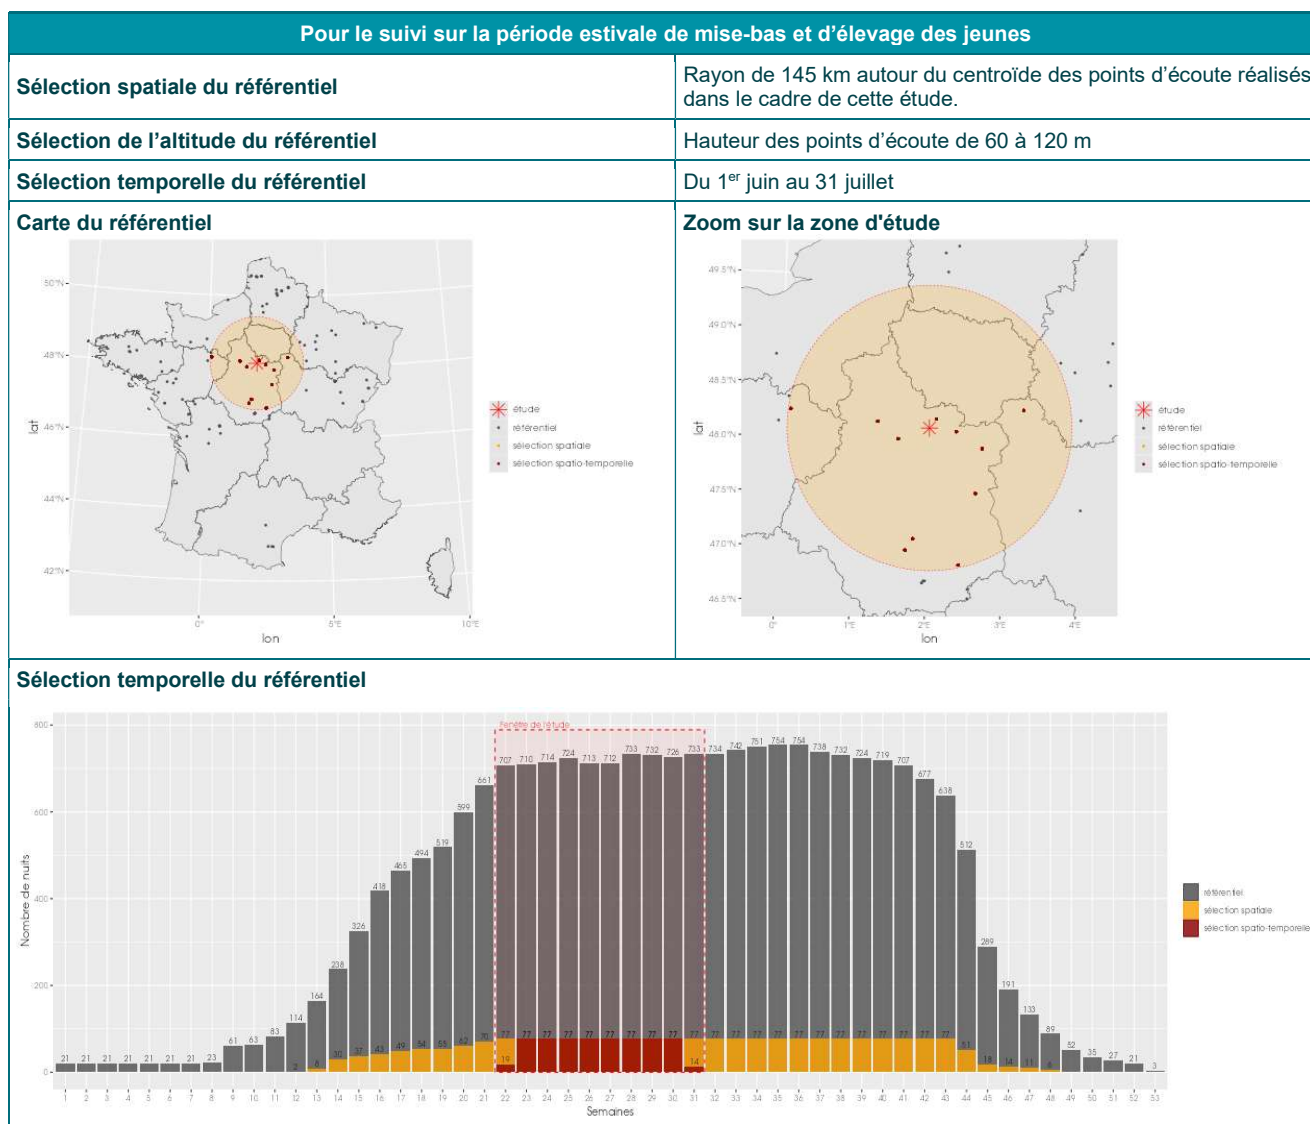 Pour le suivi sur la période estivale de mise-bas et d'élevage des jeunes
Sélection spatiale du référentiel
Rayon de 145 km autour du centroïde des points d'écoute réalisés
dans le cadre de cette étude.
Sélection de l'altitude du référentiel
Hauteur des points d'écoute de 60 à 120 m
Sélection temporelle du référentiel
Du 1er juin au 31 juillet
Carte du référentiel
50°N
48°N
46°N
44°N
42°N
lat
0°
5°E
10°E
lon
étude
référentiel
sélection spatiale
sélection spatio-temporelle
Zoom sur la zone d'étude
49.5°N
49.0°N
48.5°N
48.0°N
47.5°N
47.0°N
46.5°N
lat
0°
1°E
2°E
3°E
4°E
lon
étude
référentiel
sélection spatiale
sélection spatio-temporelle
Sélection temporelle du référentiel
Fenêtre de l'étude
Nombre de nuits
800
600
400
200
0
21 21 21 21 21 21 21 23 61 63 83 114 164 238 326 418 465 494 519 599 661 707 710 714 724 713 712 733 732 726 733 734 742 751 754 754 738 732 724 719 707 677 638 512 289 191 133 89 52 35 27 21 3
2 8 30 37 43 49 54 55 62 70 77 77 77 77 77 77 77 77 77 77 77 77 77 77 77 77 77 77 77 77 77 77 51 18 14 11 6
19 14
1 2 3 4 5 6 7 8 9 10 11 12 13 14 15 16 17 18 19 20 21 22 23 24 25 26 27 28 29 30 31 32 33 34 35 36 37 38 39 40 41 42 43 44 45 46 47 48 49 50 51 52 53
Semaines
référentiel
sélection spatiale
sélection spatio-temporelle